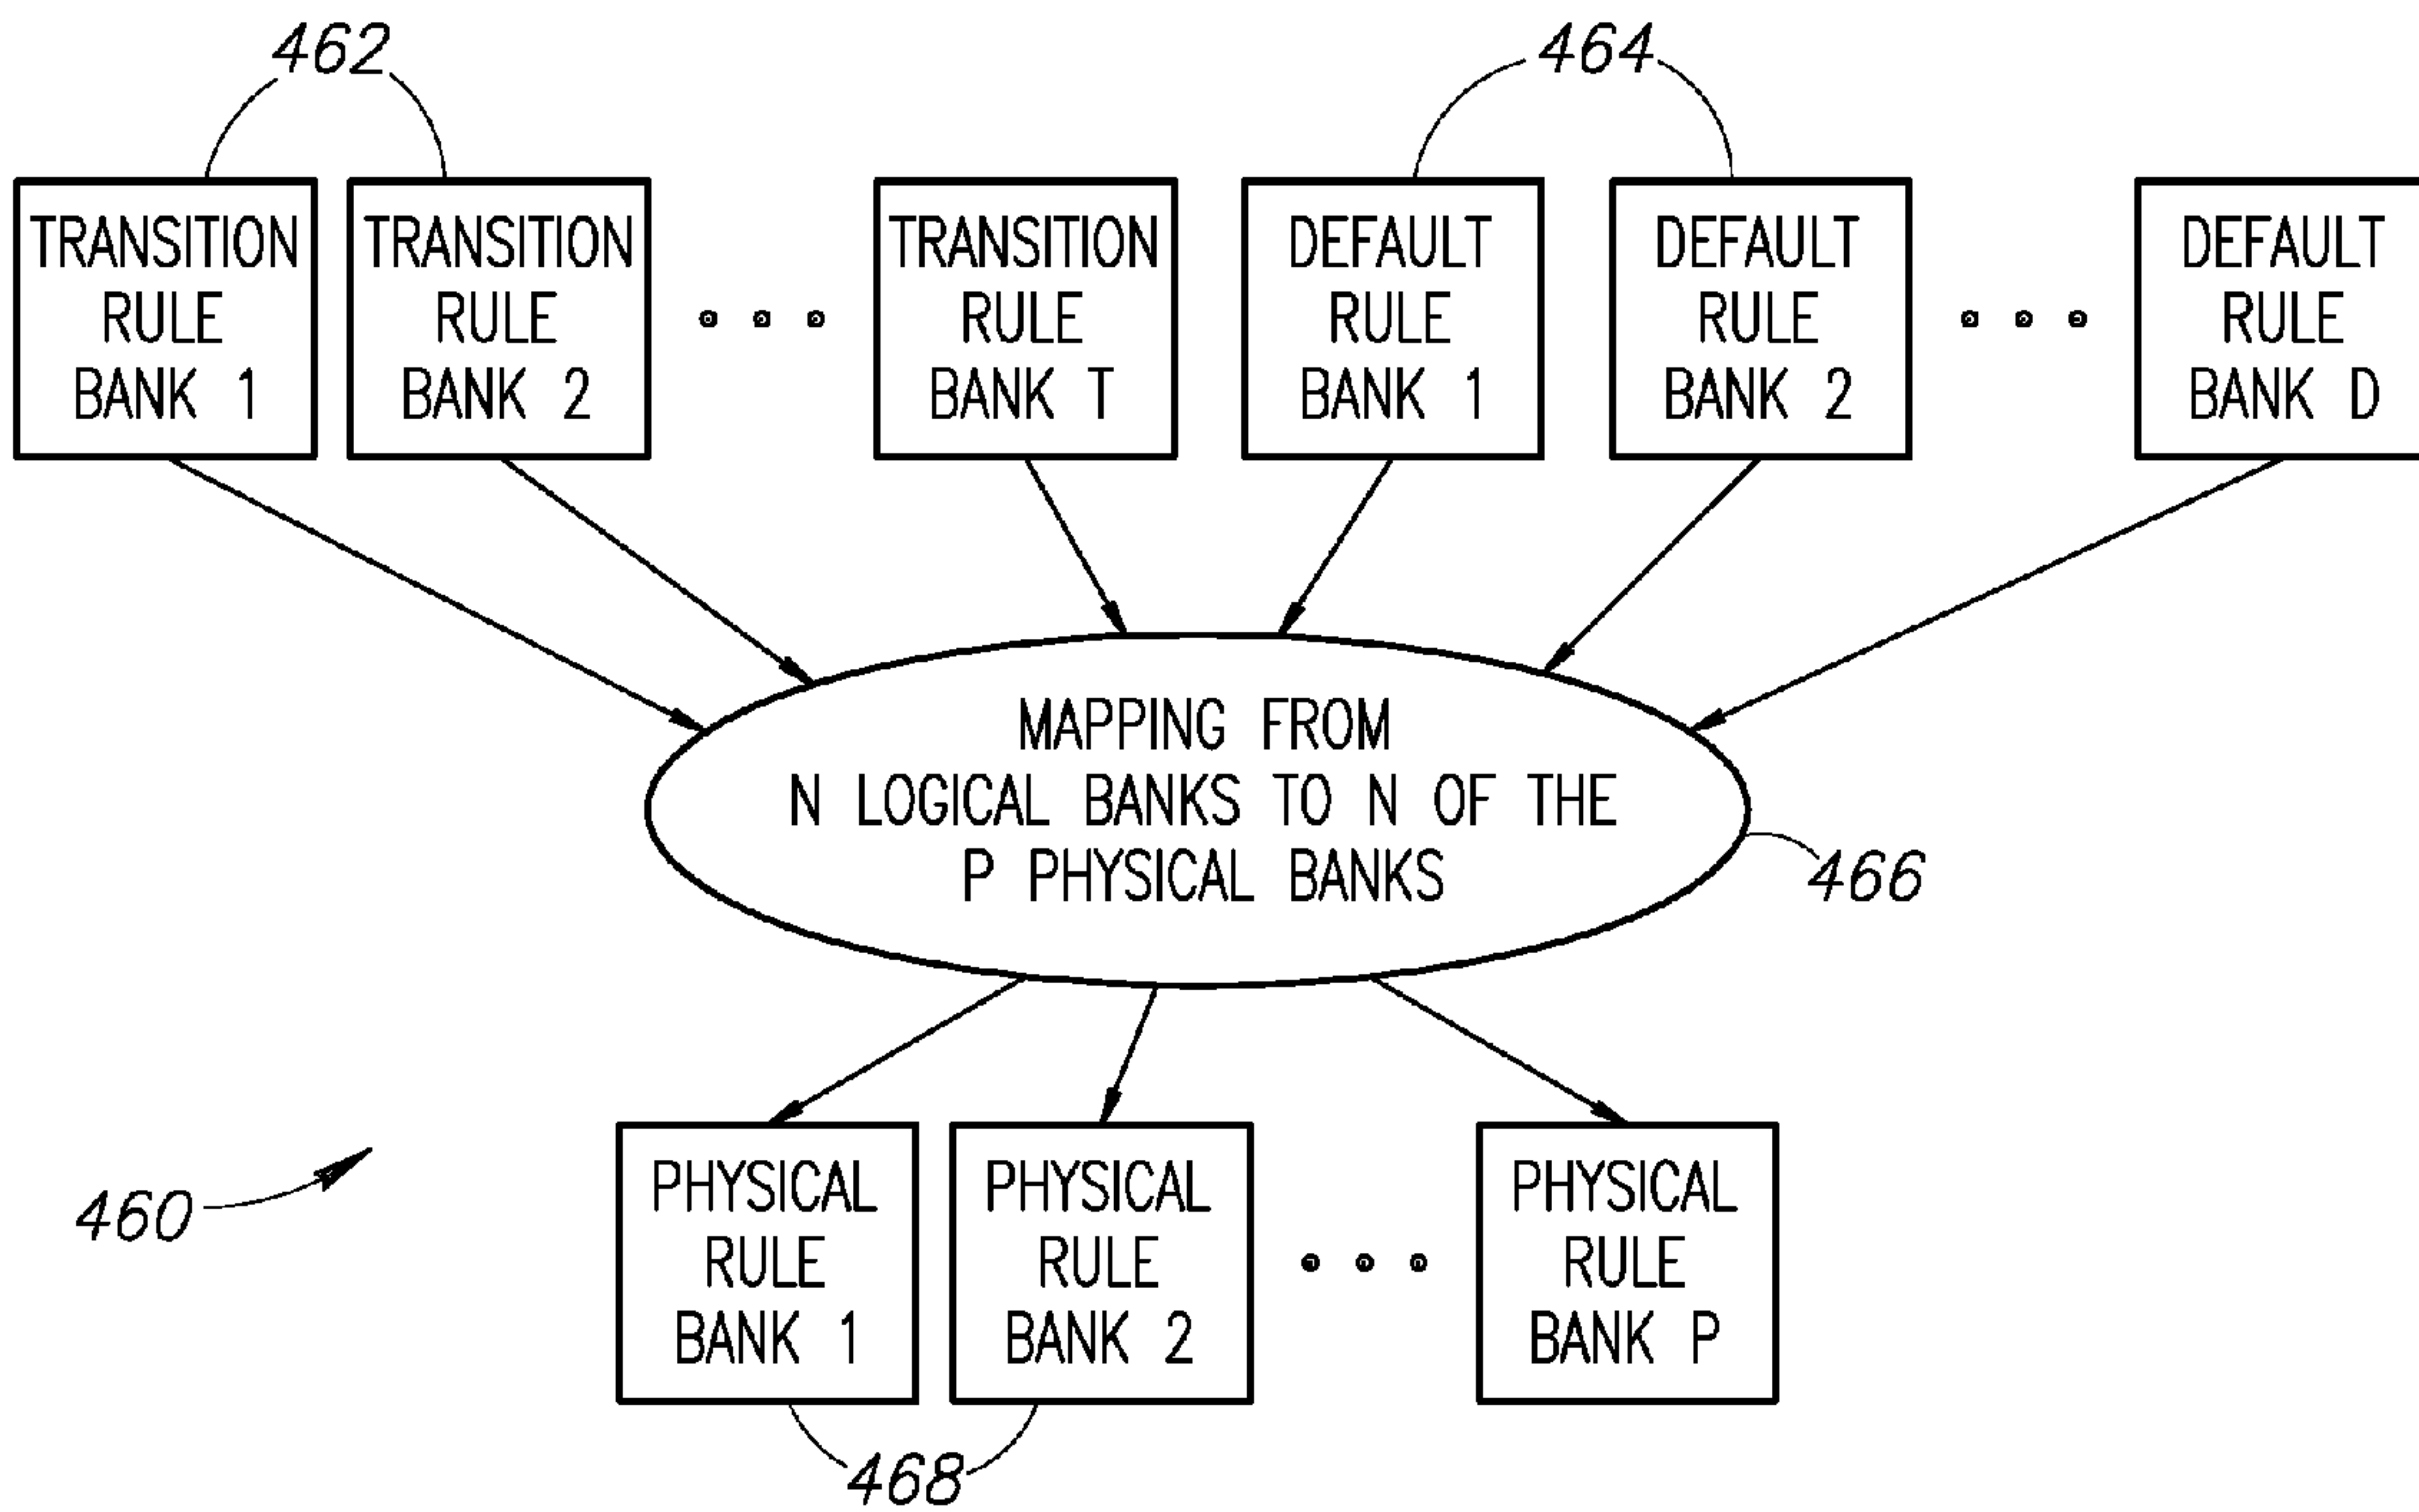 462
464
TRANSITION
RULE
BANK 1
TRANSITION
RULE
BANK 2
TRANSITION
RULE
BANK T
DEFAULT
RULE
BANK 1
DEFAULT
RULE
BANK 2
DEFAULT
RULE
BANK D
MAPPING FROM
N LOGICAL BANKS TO N OF THE
P PHYSICAL BANKS
466
460
PHYSICAL
RULE
BANK 1
PHYSICAL
RULE
BANK 2
PHYSICAL
RULE
BANK P
468